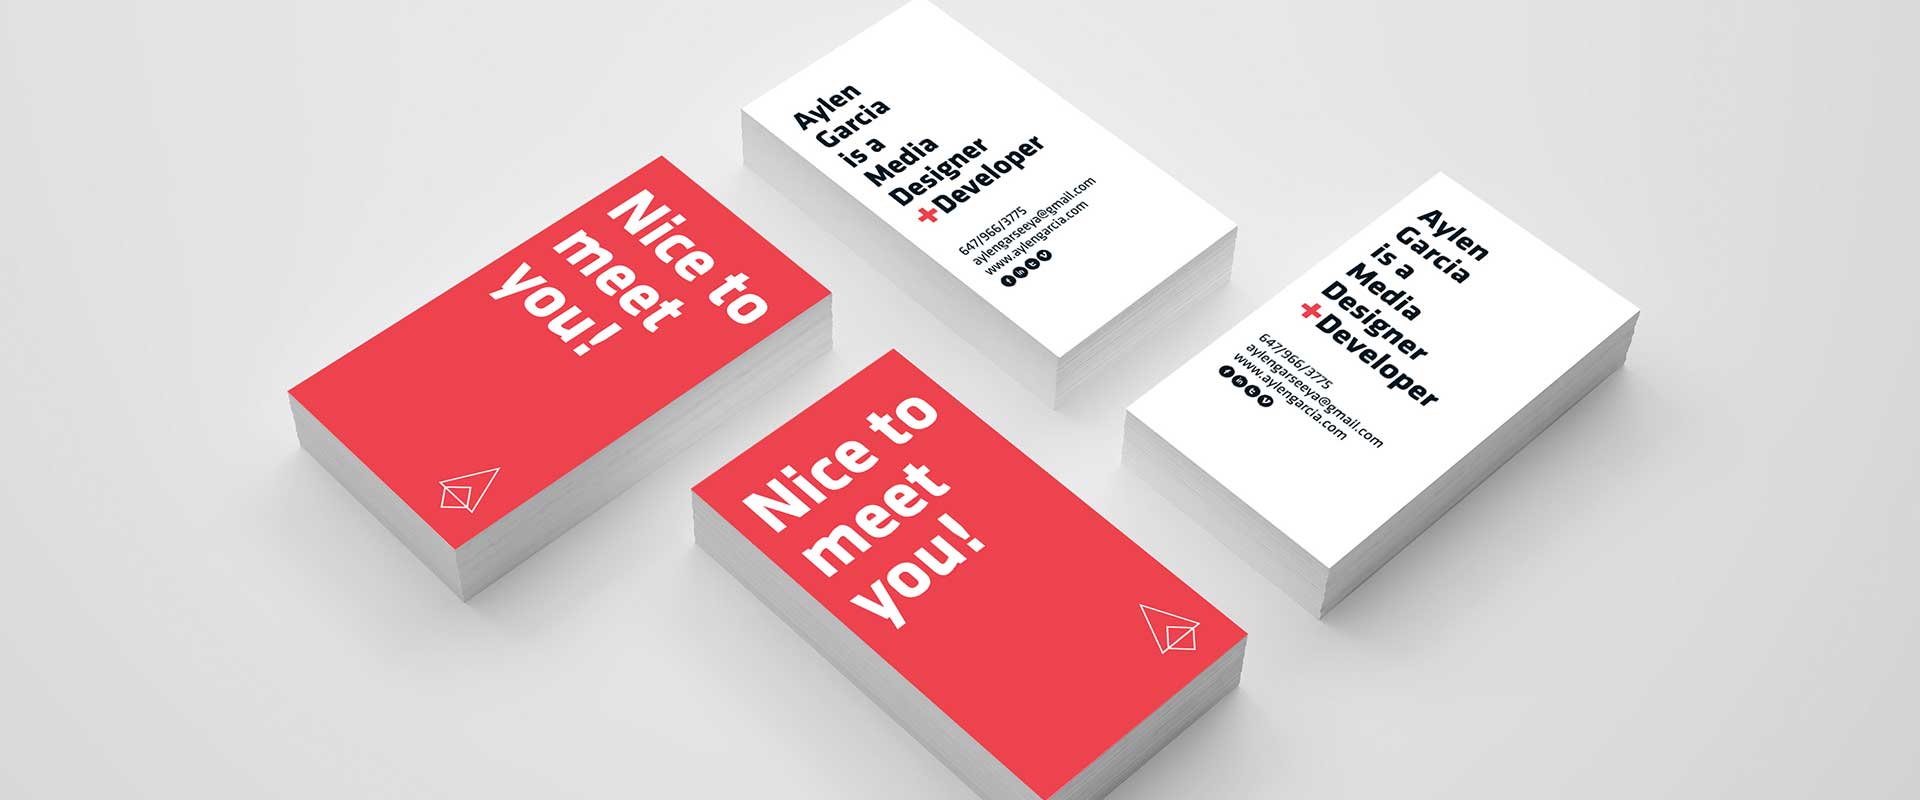 Nice to
meet
you!
Aylen
Garcia
is a
Media
Designer
+Developer
647/966/3775
aylengarseeya@gmail.com
www.aylengarcia.com
Nice to
meet
you!
Aylen
Garcia
is a
Media
Designer
+Developer
647/966/3775
aylengarseeya@gmail.com
www.aylengarcia.com